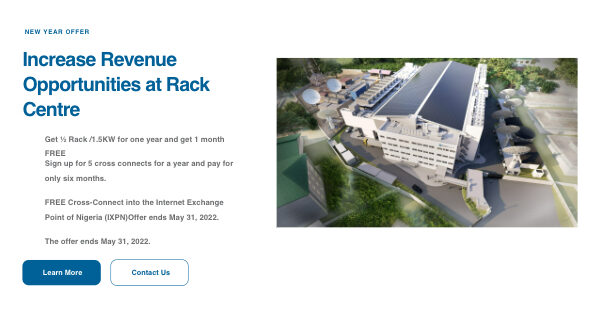 NEW YEAR OFFER
Increase Revenue
Opportunities at Rack
Centre
Get ½ Rack /1.5KW for one year and get 1 month
FREE
Sign up for 5 cross connects for a year and pay for
only six months.
FREE Cross-Connect into the Internet Exchange
Point of Nigeria (IXPN)Offer ends May 31, 2022.
The offer ends May 31, 2022.
Learn More
Contact Us